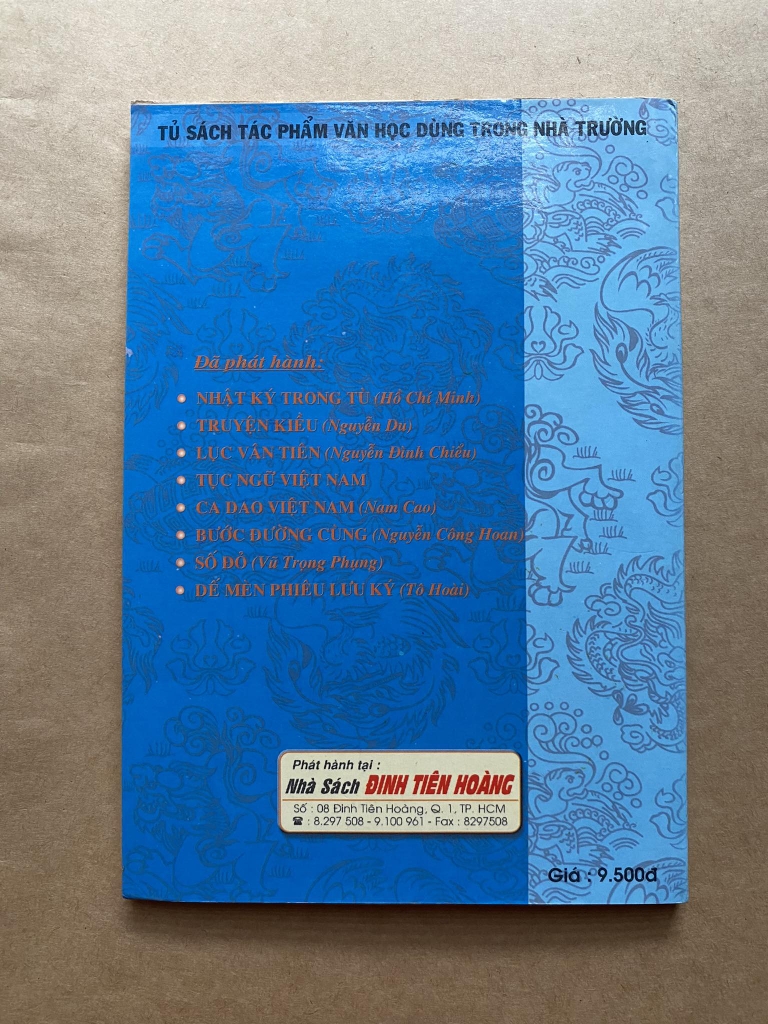 TỦ SÁCH TÁC PHẨM VĂN HỌC DÙNG TRONG NHÀ TRƯỜNG
Đã phát hành:
NHẬT KÝ TRONG TÙ (Hồ Chí Minh)
TRUYỆN KIỀU (Nguyễn Du)
LỤC VÂN TIÊN (Nguyễn Đình Chiểu)
TỤC NGỮ VIỆT NAM
CA DAO VIỆT NAM (Nam Cao)
BƯỚC ĐƯỜNG CÙNG (Nguyễn Công Hoan)
SỐ ĐỎ (Vũ Trọng Phụng)
DẾ MÈN PHIÊU LƯU KÝ (Tô Hoài)
Phát hành tại :
Nhà Sách ĐINH TIÊN HOÀNG
Số : 08 Đinh Tiên Hoàng, Q. 1, TP. HCM
☎ : 8.297 508 - 9.100 961 - Fax : 8297508
Giá : 9.500đ